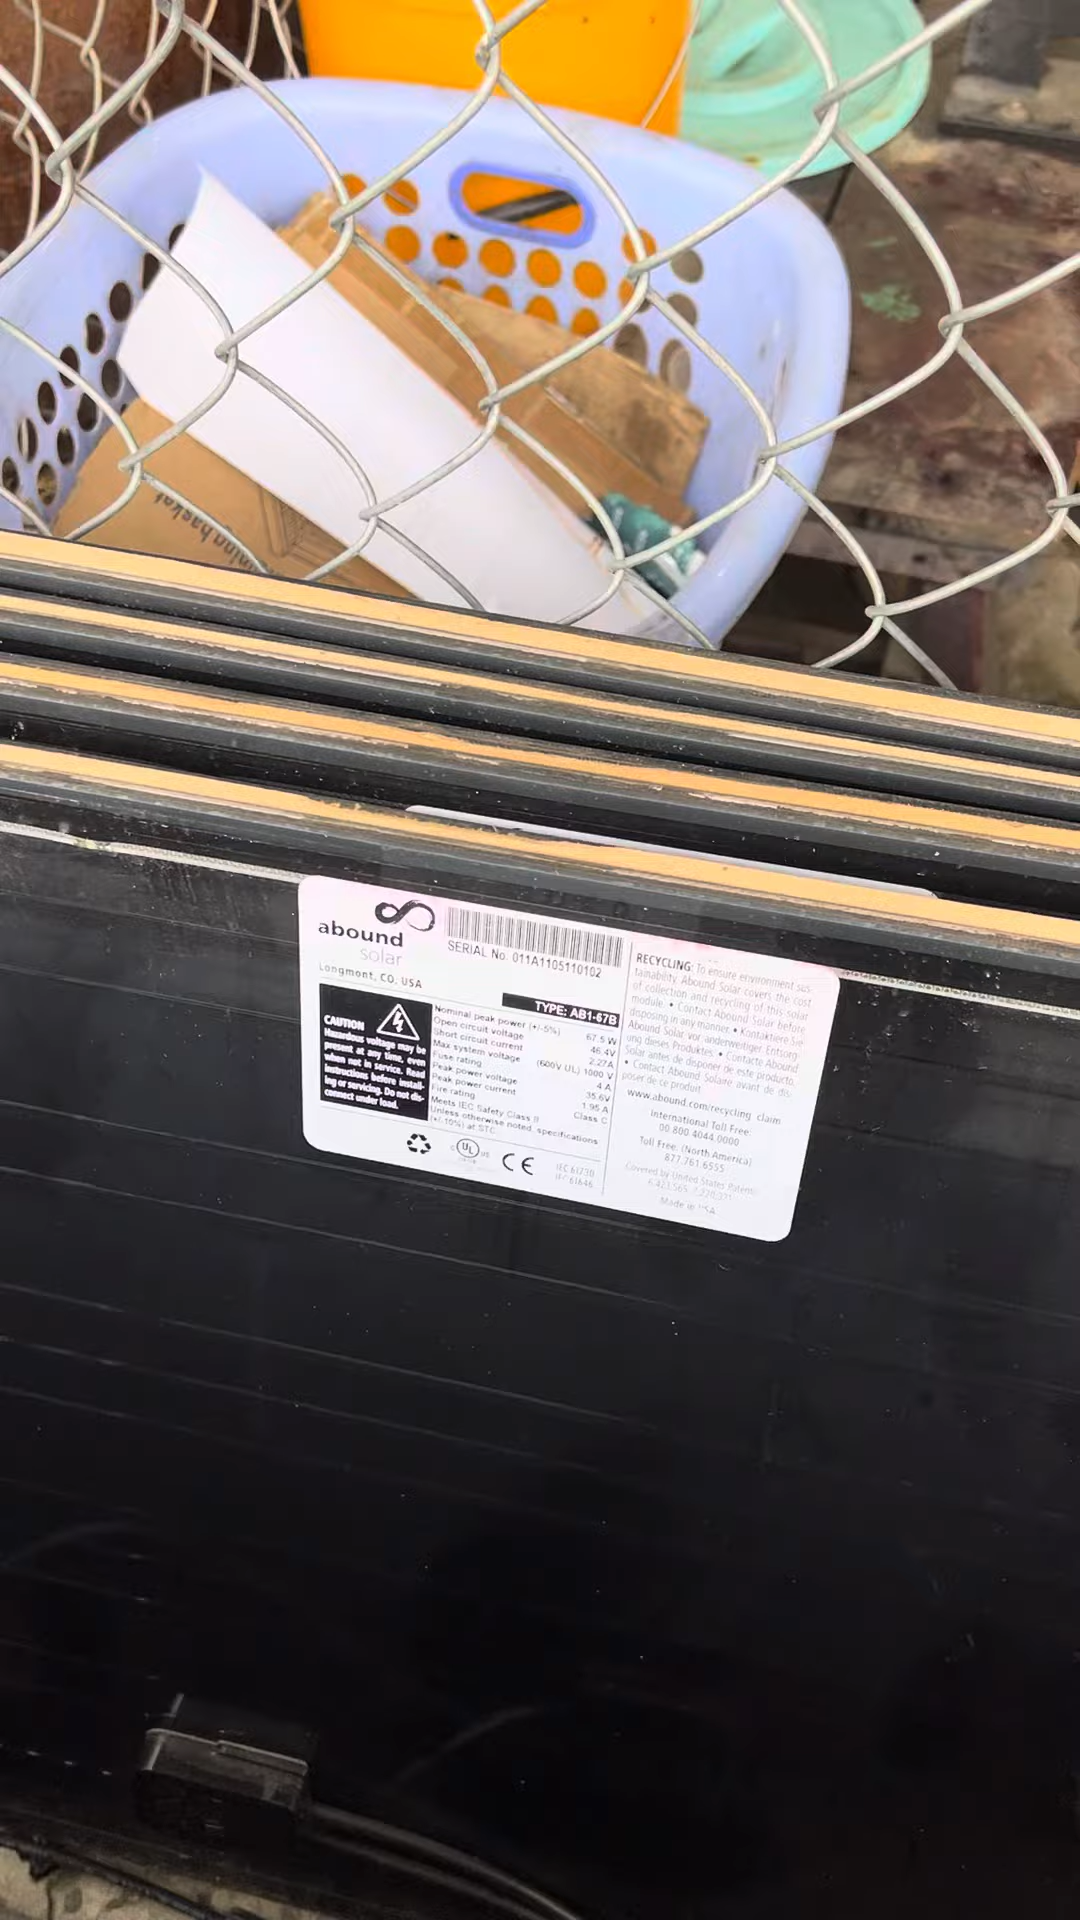 ning basket
abound
solar
Longmont, CO, USA
SERIAL No. 011A1105110102
TYPE: AB1-67B
CAUTION
Hazardous voltage may be
present at any time, even
when not in service. Read
instructions before install-
ing or servicing. Do not dis-
connect under load.
Nominal peak power (+/-5%) 67.5 W
Open circuit voltage 46.4V
Short circuit current 2.27A
Max system voltage (600V UL) 1000 V
Fuse rating 4 A
Peak power voltage 35.6V
Peak power current 1.95 A
Fire rating Class C
Meets IEC Safety Class II
Unless otherwise noted, specifications
(+/-10%) at STC
UL
CE
IEC 61730
IEC 61646
RECYCLING: To ensure environment sus-
tainability Abound Solar covers the cost
of collection and recycling of this solar
module. • Contact Abound Solar before
disposing in any manner. • Kontaktiere Sie
Abound Solar vor anderweitiger Entsorg-
ung dieses Produktes. • Contacte Abound
Solar antes de disponer de este producto.
• Contact Abound Solaire avant de dis-
poser de ce produit.
www.abound.com/recycling_claim
International Toll Free:
00 800 4044 0000
Toll Free: (North America)
877.761.6555
Covered by United States Patents
Made in USA